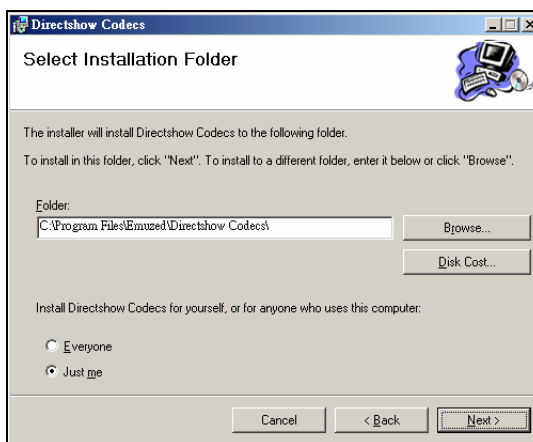 Directshow Codecs
Select Installation Folder
The installer will install Directshow Codecs to the following folder.
To install in this folder, click "Next". To install to a different folder, enter it below or click "Browse".
Folder:
C:\Program Files\Emuzed\Directshow Codecs\
Browse...
Disk Cost...
Install Directshow Codecs for yourself, or for anyone who uses this computer:
Everyone
Just me
Cancel
< Back
Next >